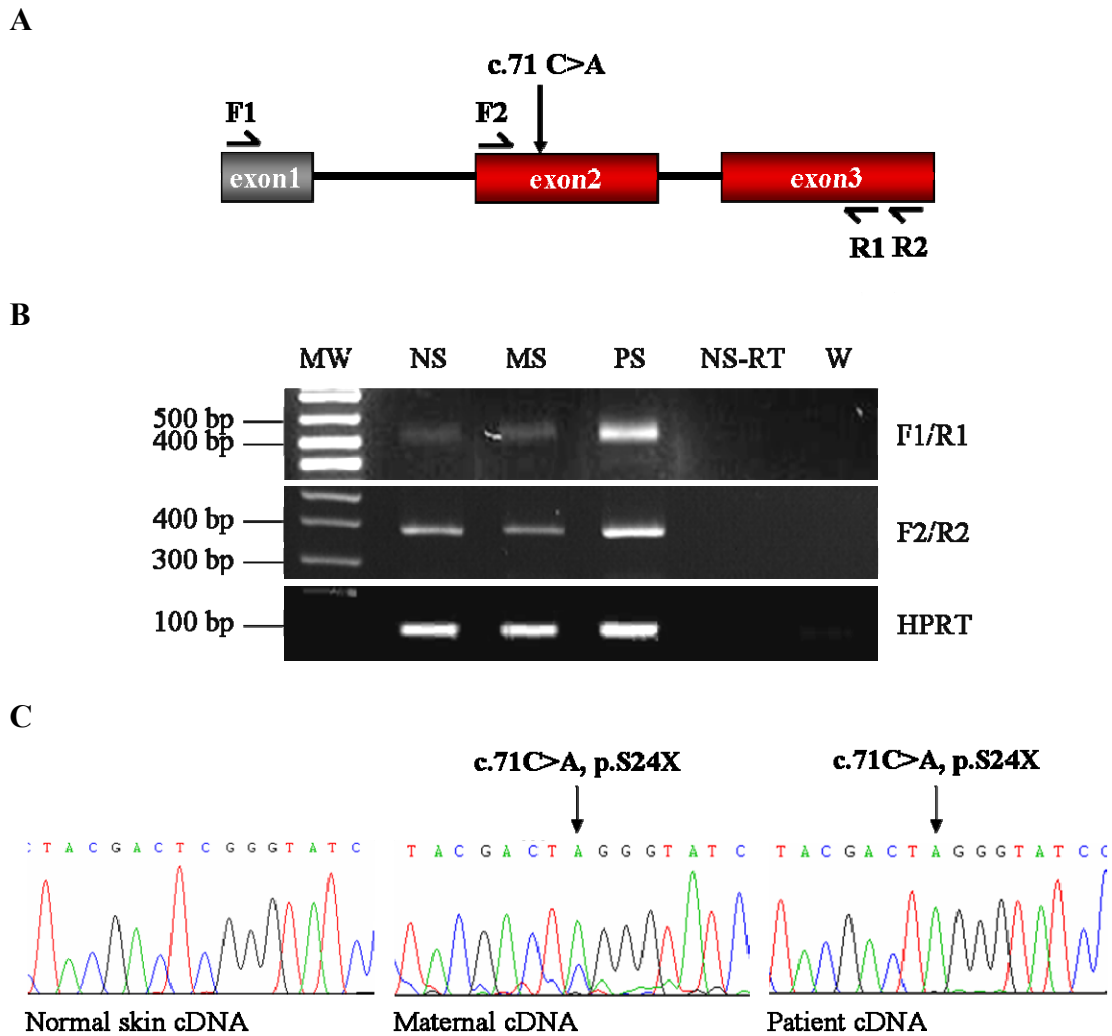 A
c.71 C>A
F1
F2
exon1
exon2
exon3
R1 R2
B
MW NS MS PS NS-RT W
500 bp
400 bp
F1/R1
400 bp
300 bp
F2/R2
100 bp
HPRT
C
c.71C>A, p.S24X
c.71C>A, p.S24X
C T A C G A C T C G G G T A T C
T A C G A C T A G G G T A T C
T A C G A C T A G G G T A T C C
Normal skin cDNA
Maternal cDNA
Patient cDNA